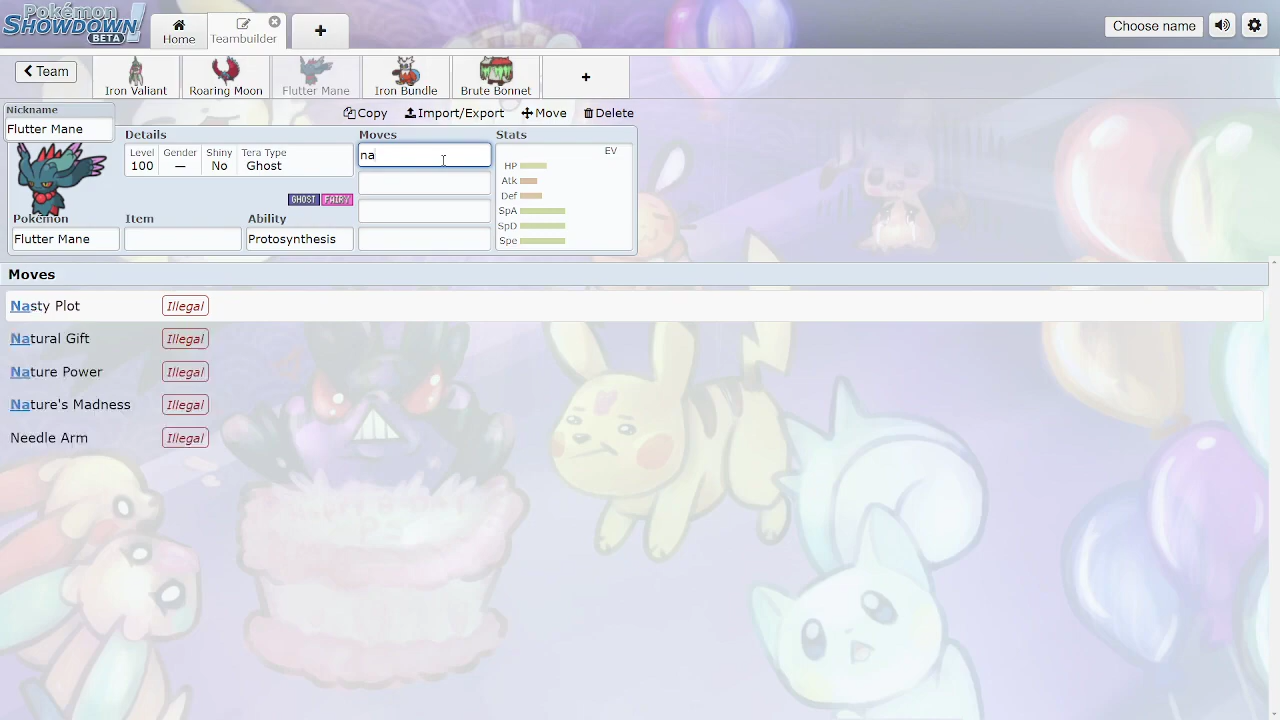 Pokémon
SHOWDOWN!
BETA
Home
Teambuilder
+
Choose name
Team
Iron Valiant
Roaring Moon
Flutter Mane
Iron Bundle
Brute Bonnet
+
Nickname
Flutter Mane
Copy
Import/Export
Move
Delete
Details
Level
100
Gender
—
Shiny
No
Tera Type
Ghost
GHOST FAIRY
Pokémon
Flutter Mane
Item
Ability
Protosynthesis
Moves
na
Stats
EV
HP
Atk
Def
SpA
SpD
Spe
Moves
Nasty Plot Illegal
Natural Gift Illegal
Nature Power Illegal
Nature's Madness Illegal
Needle Arm Illegal